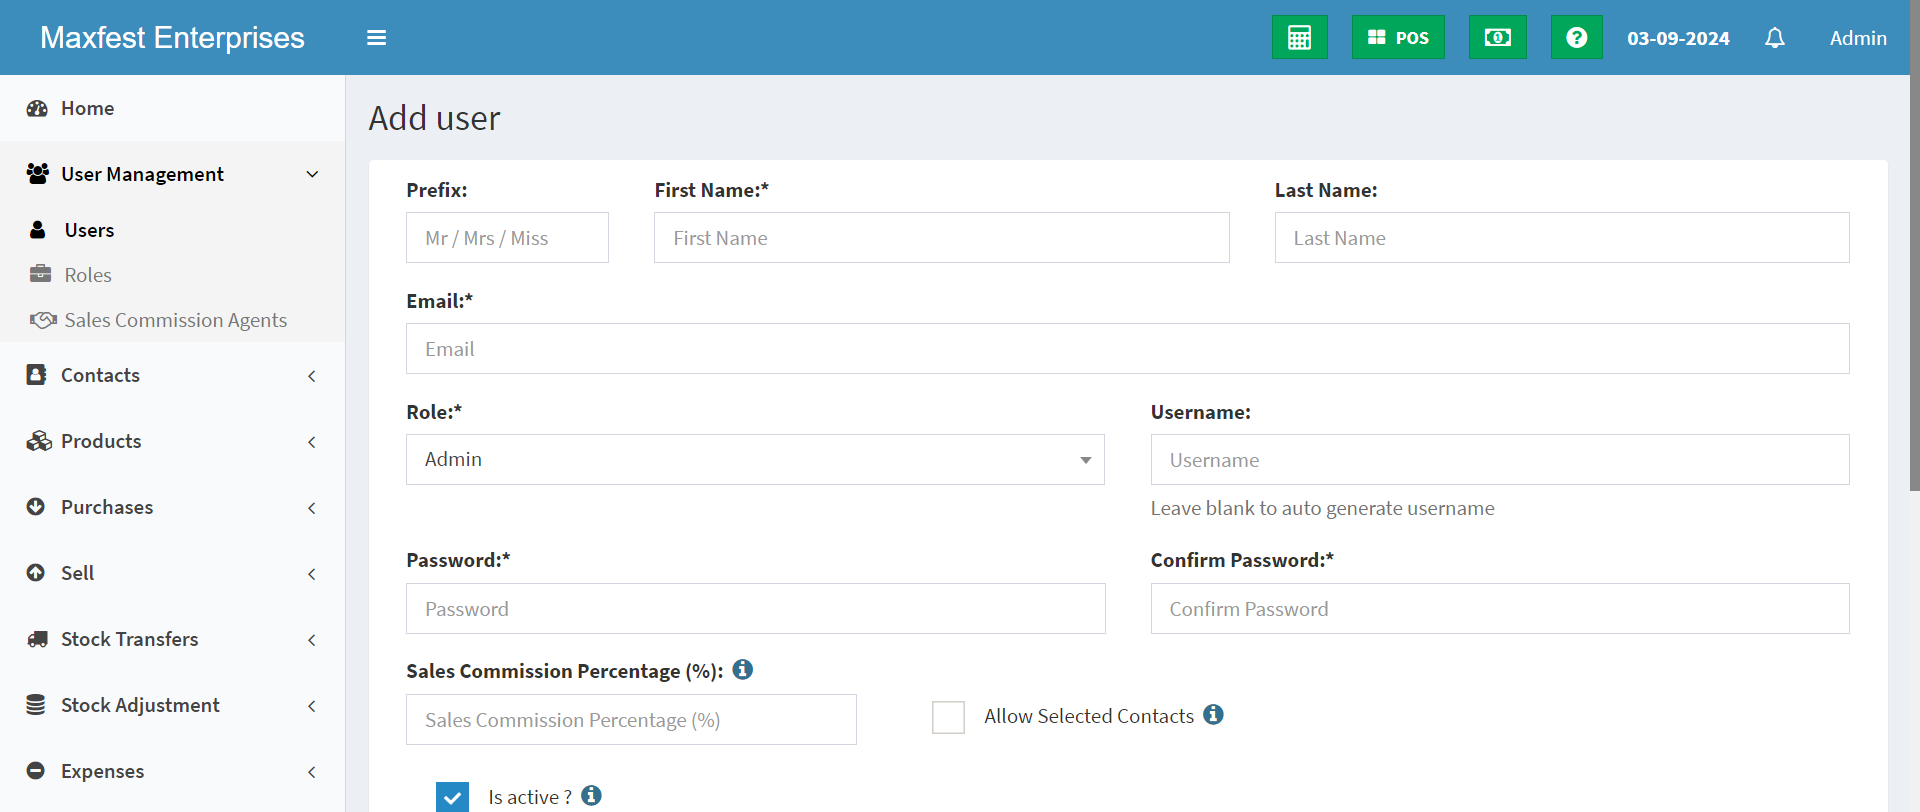 Maxfest Enterprises
POS
03-09-2024
Admin
Home
User Management
Users
Roles
Sales Commission Agents
Contacts
Products
Purchases
Sell
Stock Transfers
Stock Adjustment
Expenses
Add user
Prefix:
First Name:*
Last Name:
Mr / Mrs / Miss
First Name
Last Name
Email:*
Email
Role:*
Username:
Admin
Username
Leave blank to auto generate username
Password:*
Confirm Password:*
Password
Confirm Password
Sales Commission Percentage (%):
Sales Commission Percentage (%)
Allow Selected Contacts
Is active ?